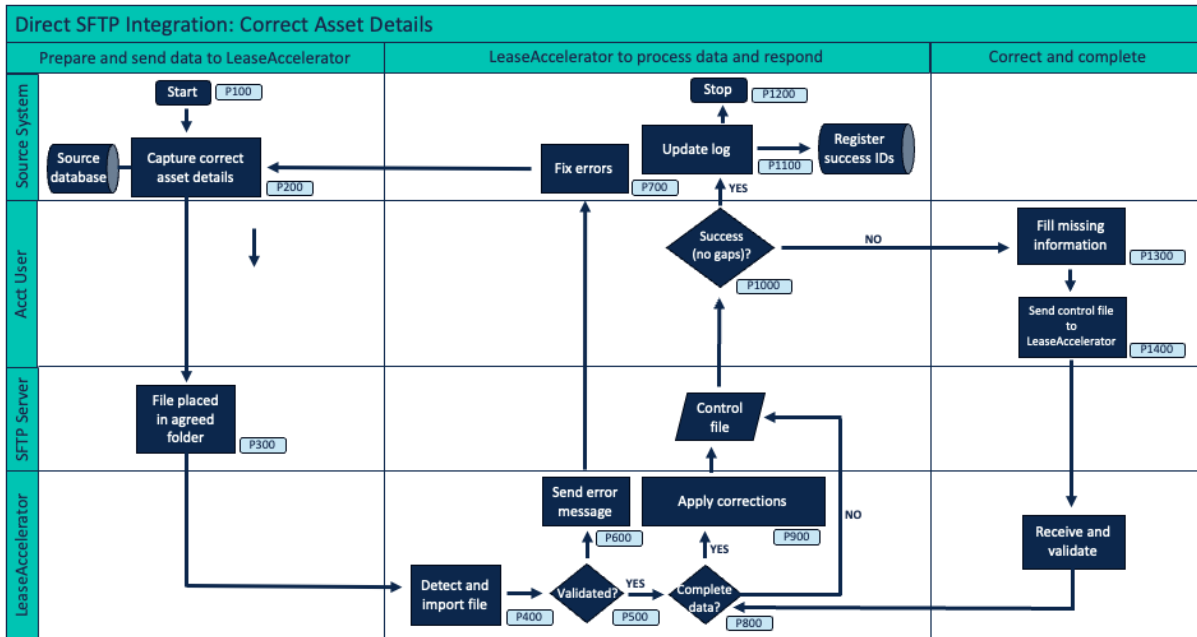 Direct SFTP Integration: Correct Asset Details
Prepare and send data to LeaseAccelerator
LeaseAccelerator to process data and respond
Correct and complete
Source System
Start
P100
Source
database
Capture correct
asset details
P200
Fix errors
P700
Stop
P1200
Update log
P1100
Register
success IDs
YES
Acct User
Success
(no gaps)?
P1000
NO
Fill missing
information
P1300
Send control file
to
LeaseAccelerator
P1400
SFTP Server
File placed
in agreed
folder
P300
Control
file
LeaseAccelerator
Send error
message
P600
Apply corrections
P900
NO
YES
Detect and
import file
P400
Validated?
P500
YES
Complete
data?
P800
Receive and
validate